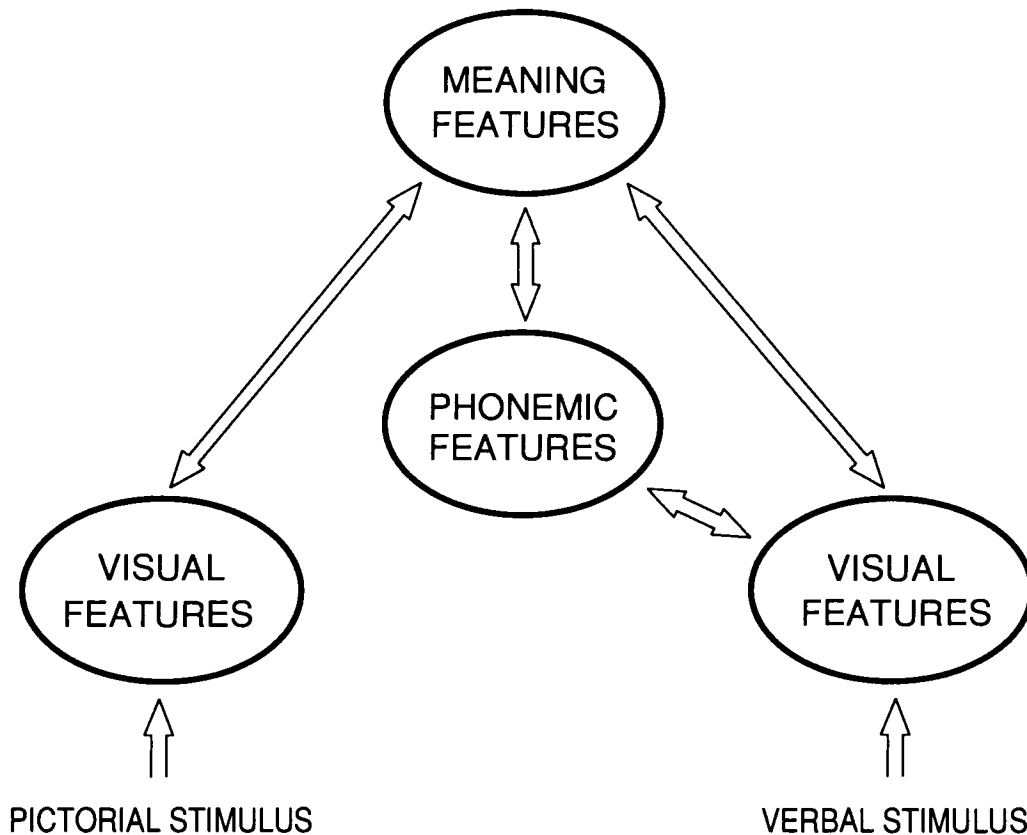 MEANING
FEATURES
PHONEMIC
FEATURES
VISUAL
FEATURES
VISUAL
FEATURES
PICTORIAL STIMULUS
VERBAL STIMULUS